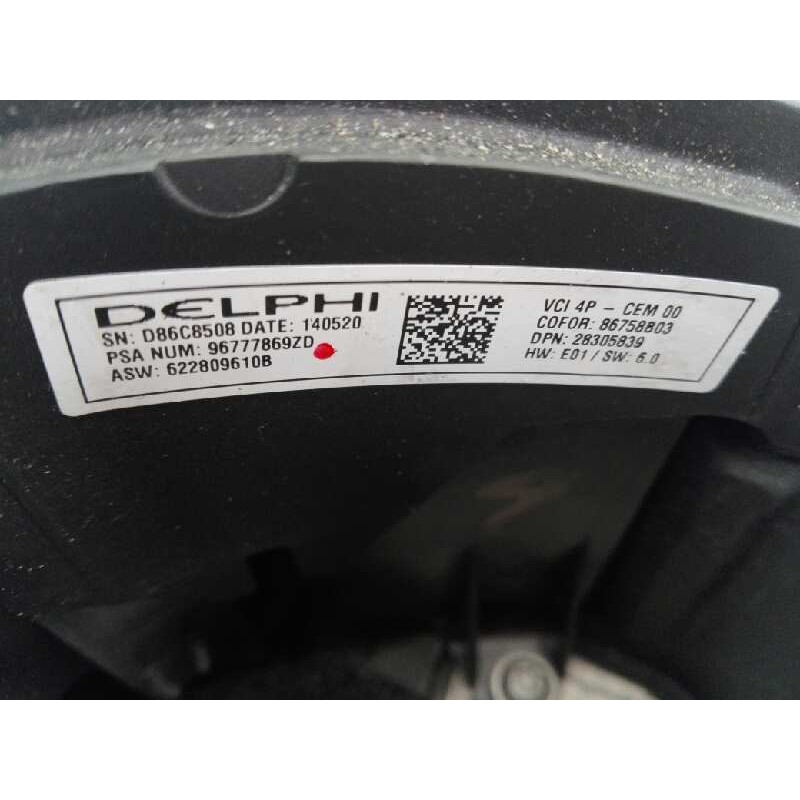 DELPHI
SN: D86C8508 DATE: 140520
PSA NUM: 96777869ZD
ASW: 622809610B
VCI 4P - CEM 00
COFOR: 86758B03
DPN: 28305839
HW: E01 / SW: 6.0